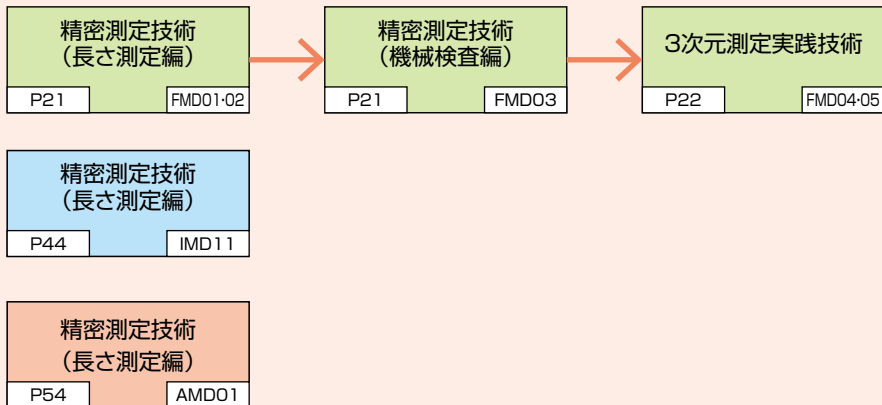 精密測定技術
（長さ測定編）
P21
FMD01･02
精密測定技術
（機械検査編）
P21
FMD03
3次元測定実践技術
P22
FMD04･05
精密測定技術
（長さ測定編）
P44
IMD11
精密測定技術
（長さ測定編）
P54
AMD01